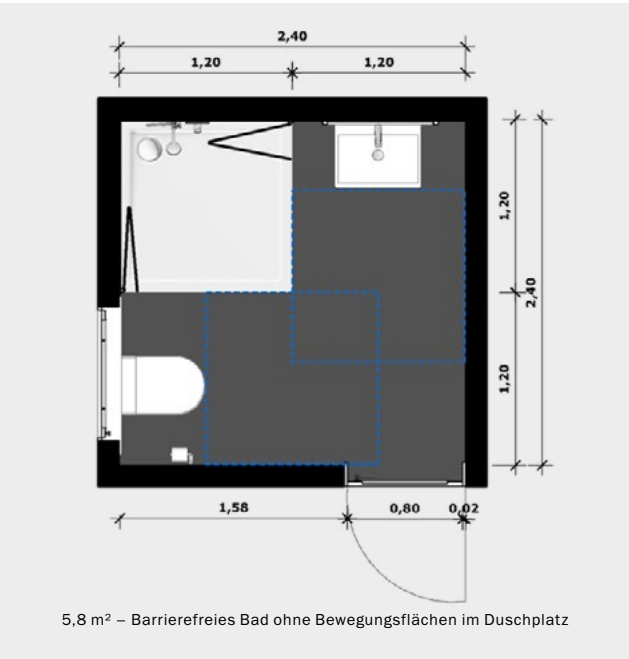 2,40
1,20 1,20
1,20
2,40
1,20
1,58 0,80 0,02
5,8 m² – Barrierefreies Bad ohne Bewegungsflächen im Duschplatz